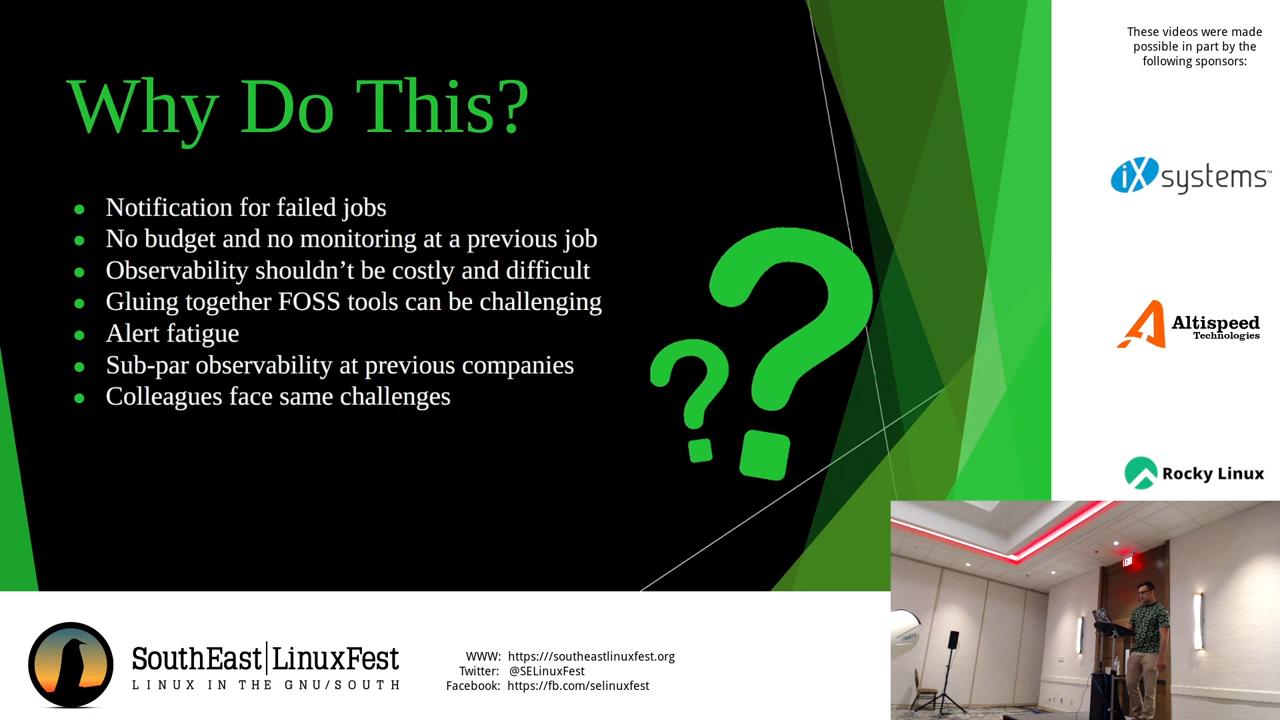 Why Do This?
Notification for failed jobs
No budget and no monitoring at a previous job
Observability shouldn’t be costly and difficult
Gluing together FOSS tools can be challenging
Alert fatigue
Sub-par observability at previous companies
Colleagues face same challenges
These videos were made
possible in part by the
following sponsors:
iXsystems™
Altispeed
Technologies
Rocky Linux
EXIT
SouthEast|LinuxFest
LINUX IN THE GNU/SOUTH
WWW: https:///southeastlinuxfest.org
Twitter: @SELinuxFest
Facebook: https://fb.com/selinuxfest